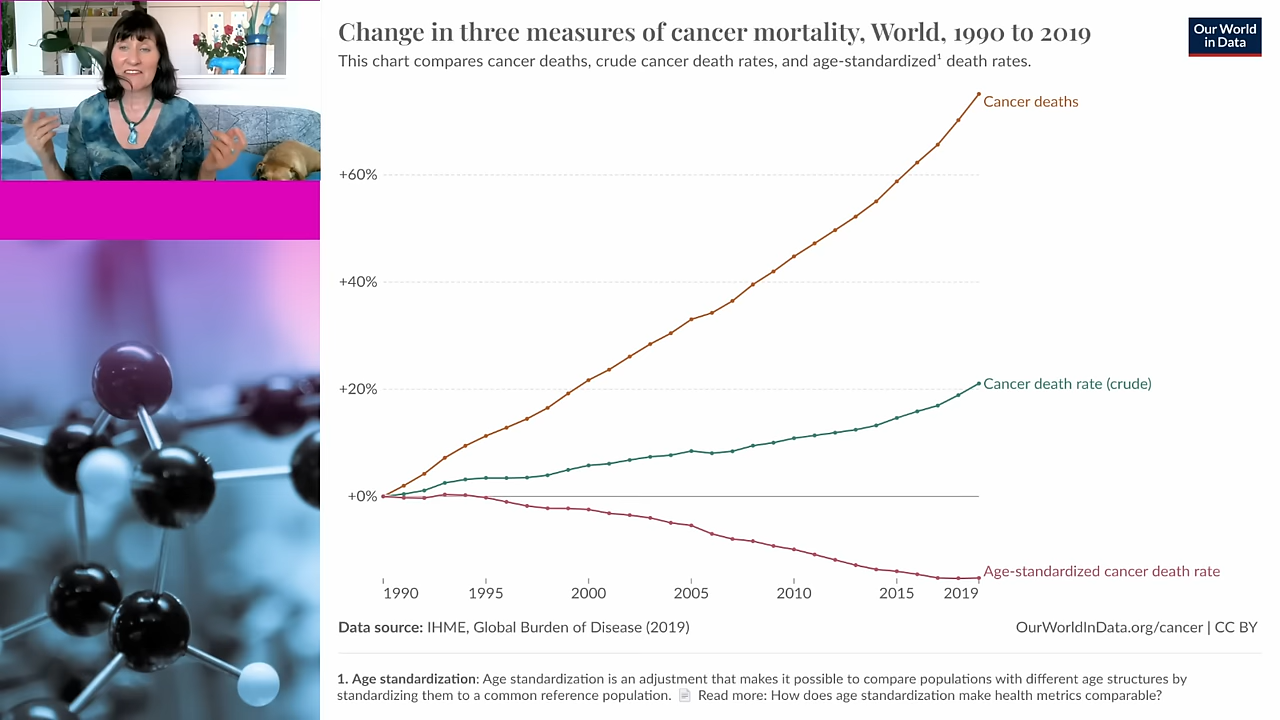 Change in three measures of cancer mortality, World, 1990 to 2019
This chart compares cancer deaths, crude cancer death rates, and age-standardized¹ death rates.
Our World
in Data
Cancer deaths
+60%
+40%
+20%
Cancer death rate (crude)
+0%
Age-standardized cancer death rate
1990
1995
2000
2005
2010
2015
2019
Data source: IHME, Global Burden of Disease (2019)
OurWorldInData.org/cancer | CC BY
1. Age standardization: Age standardization is an adjustment that makes it possible to compare populations with different age structures by
standardizing them to a common reference population. Read more: How does age standardization make health metrics comparable?